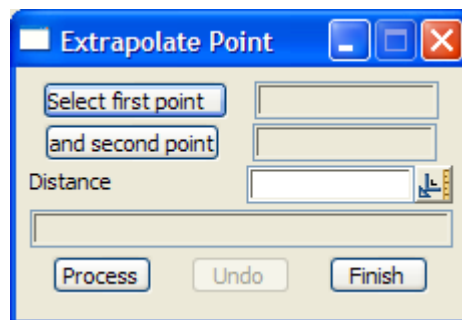 Extrapolate Point
Select first point
and second point
Distance
Process Undo Finish